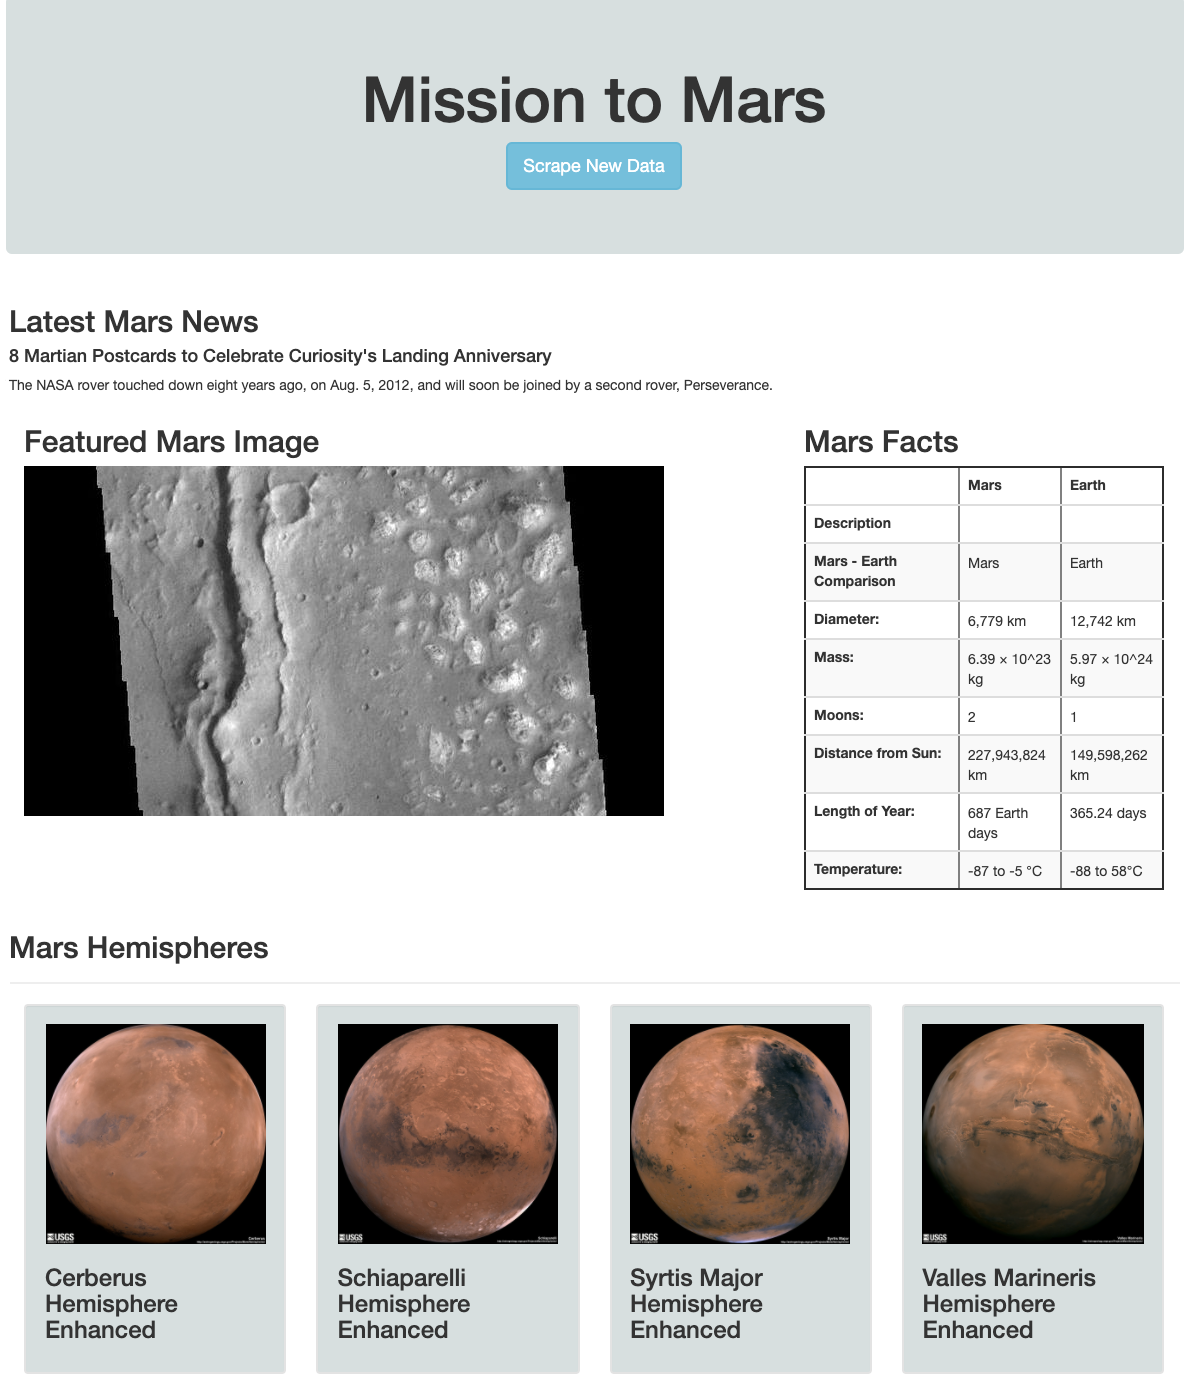 Mission to Mars
Scrape New Data
Latest Mars News
8 Martian Postcards to Celebrate Curiosity's Landing Anniversary
The NASA rover touched down eight years ago, on Aug. 5, 2012, and will soon be joined by a second rover, Perseverance.
Featured Mars Image
Mars Facts
Mars Earth
Description
Mars - Earth Comparison Mars Earth
Diameter: 6,779 km 12,742 km
Mass: 6.39 × 10^23 kg 5.97 × 10^24 kg
Moons: 2 1
Distance from Sun: 227,943,824 km 149,598,262 km
Length of Year: 687 Earth days 365.24 days
Temperature: -87 to -5 °C -88 to 58°C
Mars Hemispheres
USGS Cerberus
USGS Schiaparelli
USGS Syrtis Major
USGS Valles Marineris
Cerberus
Hemisphere
Enhanced
Schiaparelli
Hemisphere
Enhanced
Syrtis Major
Hemisphere
Enhanced
Valles Marineris
Hemisphere
Enhanced